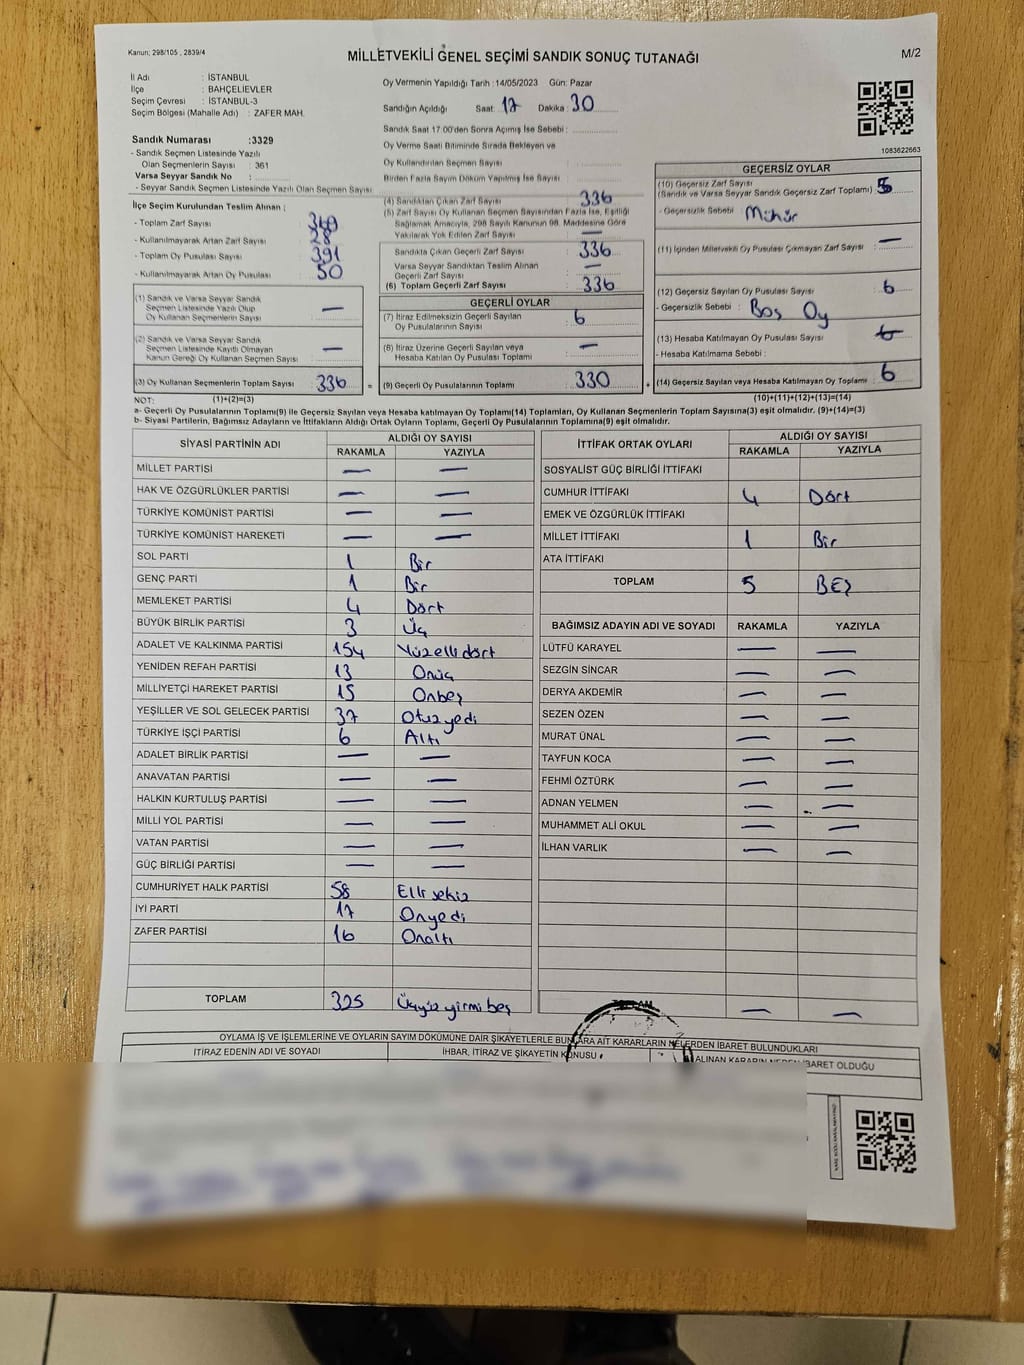 Kanun; 298/105 , 2839/4
MİLLETVEKİLİ GENEL SEÇİMİ SANDIK SONUÇ TUTANAĞI
M/2
İl Adı : İSTANBUL
İlçe : BAHÇELİEVLER
Seçim Çevresi : İSTANBUL-3
Seçim Bölgesi (Mahalle Adı) : ZAFER MAH.
Sandık Numarası :3329
- Sandık Seçmen Listesinde Yazılı
Olan Seçmenlerin Sayısı : 361
Varsa Seyyar Sandık No :
- Seyyar Sandık Seçmen Listesinde Yazılı Olan Seçmen Sayısı :
Oy Vermenin Yapıldığı Tarih :14/05/2023 Gün: Pazar
Sandığın Açıldığı Saat: 17 Dakika : 30
Sandık Saat 17.00'den Sonra Açımış İse Sebebi :
Oy Verme Saati Bitiminde Sırada Bekleyen ve
Oy Kullandırılan Seçmen Sayısı :
Birden Fazla Sayım Döküm Yapılmış İse Sayısı :
1083622663
İlçe Seçim Kurulundan Teslim Alınan ;
- Toplam Zarf Sayısı :
- Kullanılmayarak Artan Zarf Sayısı : 28
- Toplam Oy Pusulası Sayısı : 391
- Kullanılmayarak Artan Oy Pusulası : 50
(4) Sandıktan Çıkan Zarf Sayısı 336
(5) Zarf Sayısı Oy Kullanan Seçmen Sayısından Fazla İse, Eşitliği
Sağlamak Amacıyla, 298 Sayılı Kanunun 98. Maddesine Göre
Yakılarak Yok Edilen Zarf Sayısı —
Sandıkta Çıkan Geçerli Zarf Sayısı 336
Varsa Seyyar Sandıktan Teslim Alınan
Geçerli Zarf Sayısı —
(6) Toplam Geçerli Zarf Sayısı 336
GEÇERSİZ OYLAR
(10) Geçersiz Zarf Sayısı
(Sandık ve Varsa Seyyar Sandık Geçersiz Zarf Toplamı)
- Geçersizlik Sebebi : Mühür
(11) İçinden Milletvekili Oy Pusulası Çıkmayan Zarf Sayısı —
(12) Geçersiz Sayılan Oy Pusulası Sayısı 6
- Geçersizlik Sebebi : Boş Oy
(13) Hesaba Katılmayan Oy Pusulası Sayısı
- Hesaba Katılmama Sebebi :
(14) Geçersiz Sayılan veya Hesaba Katılmayan Oy Toplamı 6
(10)+(11)+(12)+(13)=(14)
(1) Sandık ve Varsa Seyyar Sandık
Seçmen Listesinde Yazılı Olup
Oy Kullanan Seçmenlerin Sayısı —
(2) Sandık ve Varsa Seyyar Sandık
Seçmen Listesinde Kayıtlı Olmayan
Kanun Gereği Oy Kullanan Seçmen Sayısı —
(3) Oy Kullanan Seçmenlerin Toplam Sayısı 336 =
GEÇERLİ OYLAR
(7) İtiraz Edilmeksizin Geçerli Sayılan
Oy Pusulalarının Sayısı 6
(8) İtiraz Üzerine Geçerli Sayılan veya
Hesaba Katılan Oy Pusulası Toplamı —
(9) Geçerli Oy Pusulalarının Toplamı 330 +
NOT: (1)+(2)=(3)
a- Geçerli Oy Pusulalarının Toplamı(9) ile Geçersiz Sayılan veya Hesaba katılmayan Oy Toplamı(14) Toplamları, Oy Kullanan Seçmenlerin Toplam Sayısına(3) eşit olmalıdır. (9)+(14)=(3)
b- Siyasi Partilerin, Bağımsız Adayların ve İttifakların Aldığı Ortak Oyların Toplamı, Geçerli Oy Pusulalarının Toplamına(9) eşit olmalıdır.
SİYASİ PARTİNİN ADI ALDIĞI OY SAYISI
RAKAMLA YAZIYLA
MİLLET PARTİSİ — —
HAK VE ÖZGÜRLÜKLER PARTİSİ — —
TÜRKİYE KOMÜNİST PARTİSİ — —
TÜRKİYE KOMÜNİST HAREKETİ — —
SOL PARTİ 1 Bir
GENÇ PARTİ 1 Bir
MEMLEKET PARTİSİ 4 Dört
BÜYÜK BİRLİK PARTİSİ 3 Üç
ADALET VE KALKINMA PARTİSİ 154 Yüzellidört
YENİDEN REFAH PARTİSİ 13 Onüç
MİLLİYETÇİ HAREKET PARTİSİ 15 Onbeş
YEŞİLLER VE SOL GELECEK PARTİSİ 37 Otuzyedi
TÜRKİYE İŞÇİ PARTİSİ 6 Altı
ADALET BİRLİK PARTİSİ — —
ANAVATAN PARTİSİ — —
HALKIN KURTULUŞ PARTİSİ — —
MİLLİ YOL PARTİSİ — —
VATAN PARTİSİ — —
GÜÇ BİRLİĞİ PARTİSİ — —
CUMHURİYET HALK PARTİSİ 58 Elli sekiz
İYİ PARTİ 17 Onyedi
ZAFER PARTİSİ 16 Onaltı
TOPLAM 325 Üçyüz yirmi beş
İTTİFAK ORTAK OYLARI ALDIĞI OY SAYISI
RAKAMLA YAZIYLA
SOSYALİST GÜÇ BİRLİĞİ İTTİFAKI
CUMHUR İTTİFAKI 4 Dört
EMEK VE ÖZGÜRLÜK İTTİFAKI
MİLLET İTTİFAKI 1 Bir
ATA İTTİFAKI
TOPLAM 5 BEŞ
BAĞIMSIZ ADAYIN ADI VE SOYADI RAKAMLA YAZIYLA
LÜTFÜ KARAYEL — —
SEZGİN SİNCAR — —
DERYA AKDEMİR — —
SEZEN ÖZEN — —
MURAT ÜNAL — —
TAYFUN KOCA — —
FEHMİ ÖZTÜRK — —
ADNAN YELMEN — —
MUHAMMET ALİ OKUL — —
İLHAN VARLIK — —
TOPLAM — —
OYLAMA İŞ VE İŞLEMLERİNE VE OYLARIN SAYIM DÖKÜMÜNE DAİR ŞİKAYETLERLE BUNLARA AİT KARARLARIN NELERDEN İBARET BULUNDUKLARI
İTİRAZ EDENİN ADI VE SOYADI İHBAR, İTİRAZ VE ŞİKAYETİN KONUSU ALINAN KARARIN NEDEN İBARET OLDUĞU